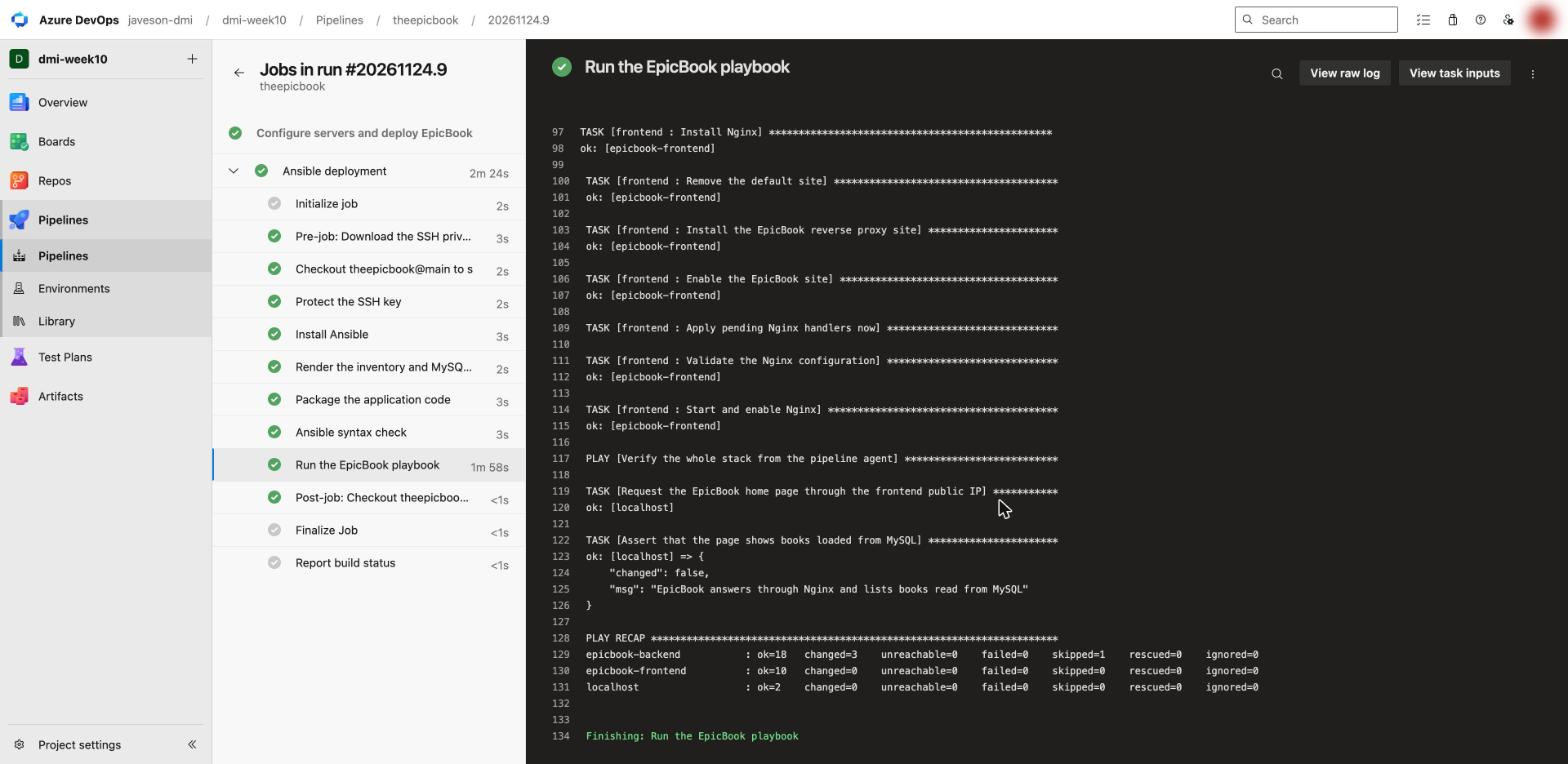 Azure DevOps javeson-dmi / dmi-week10 / Pipelines / theepicbook / 20261124.9
Search
D dmi-week10 +
Overview
Boards
Repos
Pipelines
Pipelines
Environments
Library
Test Plans
Artifacts
Project settings
Jobs in run #20261124.9
theepicbook
Configure servers and deploy EpicBook
Ansible deployment 2m 24s
Initialize job 2s
Pre-job: Download the SSH priv... 3s
Checkout theepicbook@main to s 2s
Protect the SSH key 2s
Install Ansible 3s
Render the inventory and MySQ... 2s
Package the application code 3s
Ansible syntax check 3s
Run the EpicBook playbook 1m 58s
Post-job: Checkout theepicboo... <1s
Finalize Job <1s
Report build status <1s
Run the EpicBook playbook
View raw log
View task inputs
97 TASK [frontend : Install Nginx] ************************************************
98 ok: [epicbook-frontend]
99
100 TASK [frontend : Remove the default site] **************************************
101 ok: [epicbook-frontend]
102
103 TASK [frontend : Install the EpicBook reverse proxy site] **********************
104 ok: [epicbook-frontend]
105
106 TASK [frontend : Enable the EpicBook site] *************************************
107 ok: [epicbook-frontend]
108
109 TASK [frontend : Apply pending Nginx handlers now] *****************************
110
111 TASK [frontend : Validate the Nginx configuration] ******************************
112 ok: [epicbook-frontend]
113
114 TASK [frontend : Start and enable Nginx] ***************************************
115 ok: [epicbook-frontend]
116
117 PLAY [Verify the whole stack from the pipeline agent] **************************
118
119 TASK [Request the EpicBook home page through the frontend public IP] ***********
120 ok: [localhost]
121
122 TASK [Assert that the page shows books loaded from MySQL] **********************
123 ok: [localhost] => {
124 "changed": false,
125 "msg": "EpicBook answers through Nginx and lists books read from MySQL"
126 }
127
128 PLAY RECAP *********************************************************************
129 epicbook-backend : ok=18 changed=3 unreachable=0 failed=0 skipped=1 rescued=0 ignored=0
130 epicbook-frontend : ok=10 changed=0 unreachable=0 failed=0 skipped=0 rescued=0 ignored=0
131 localhost : ok=2 changed=0 unreachable=0 failed=0 skipped=0 rescued=0 ignored=0
132
133
134 Finishing: Run the EpicBook playbook